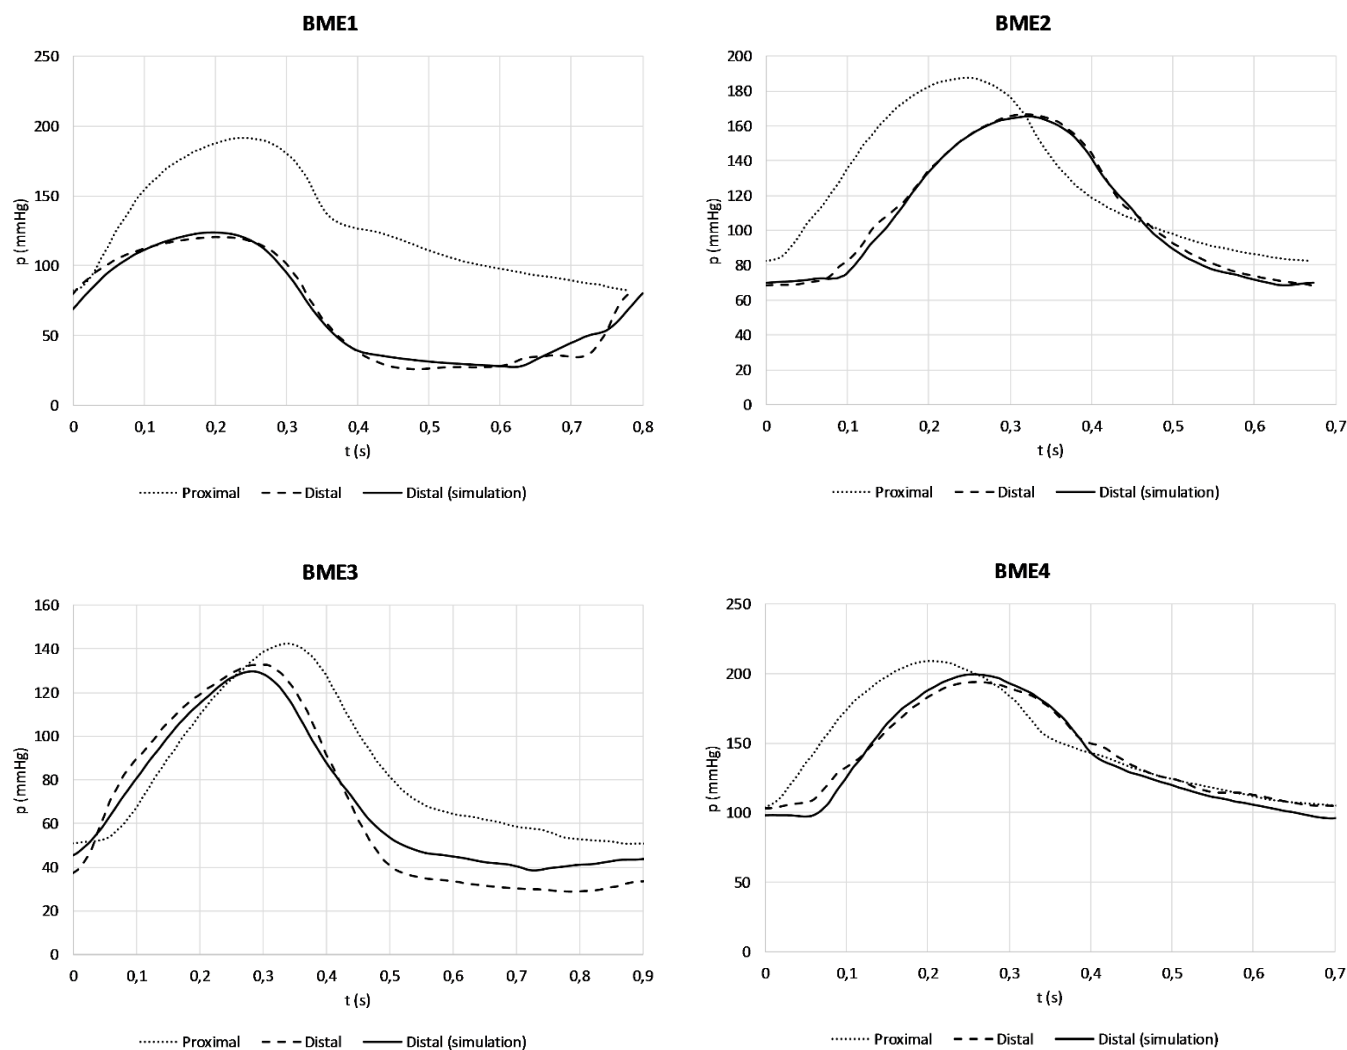 BME1
250
200
150
100
50
0
p (mmHg)
0 0,1 0,2 0,3 0,4 0,5 0,6 0,7 0,8
t (s)
Proximal Distal Distal (simulation)
BME2
200
180
160
140
120
100
80
60
40
20
0
p (mmHg)
0 0,1 0,2 0,3 0,4 0,5 0,6 0,7
t (s)
Proximal Distal Distal (simulation)
BME3
160
140
120
100
80
60
40
20
0
p (mmHg)
0 0,1 0,2 0,3 0,4 0,5 0,6 0,7 0,8 0,9
t (s)
Proximal Distal Distal (simulation)
BME4
250
200
150
100
50
0
p (mmHg)
0 0,1 0,2 0,3 0,4 0,5 0,6 0,7
t (s)
Proximal Distal Distal (simulation)